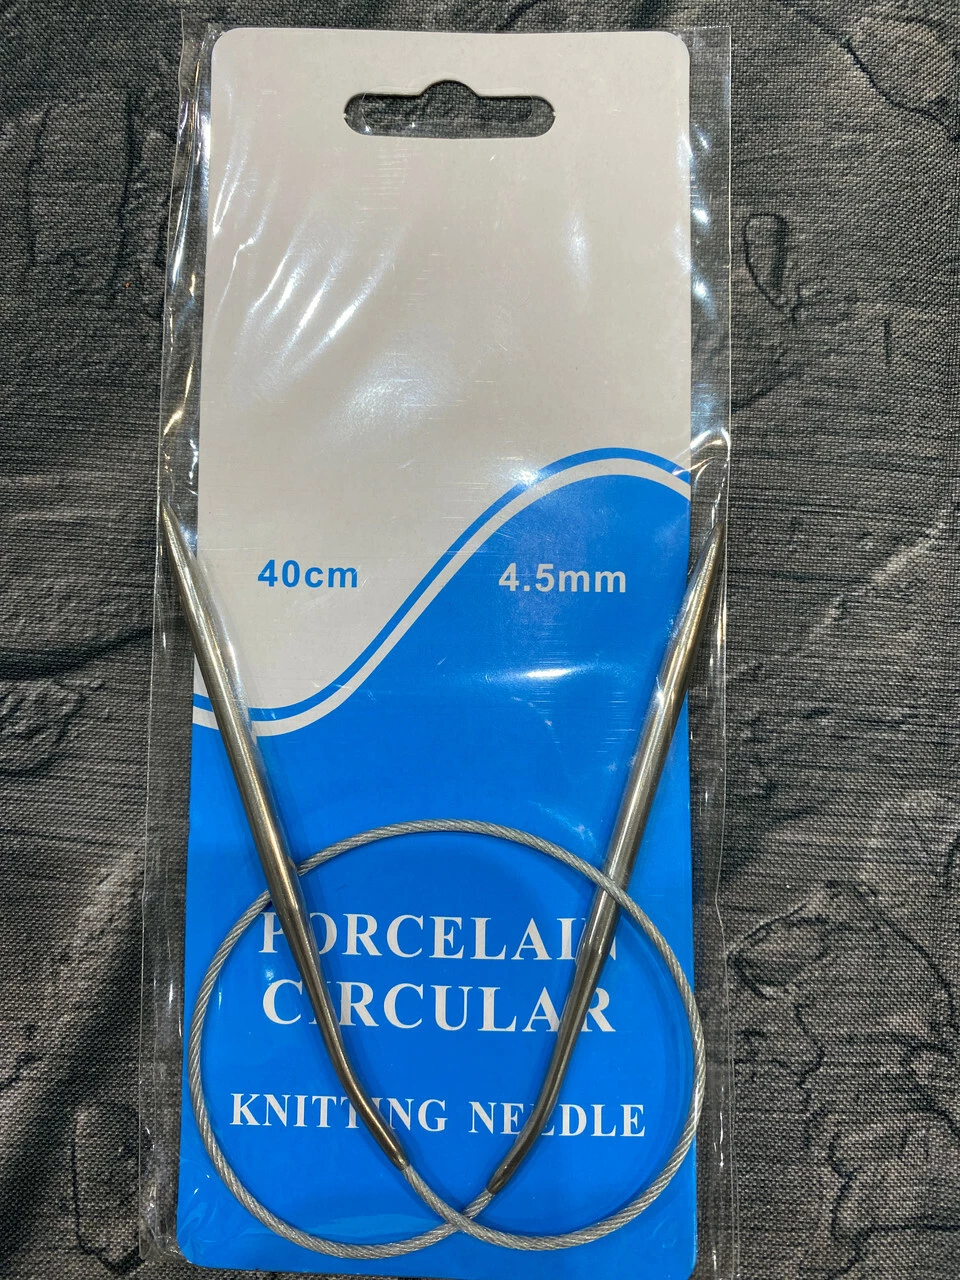 40cm 4.5mm
PORCELAIN
CIRCULAR
KNITTING NEEDLE